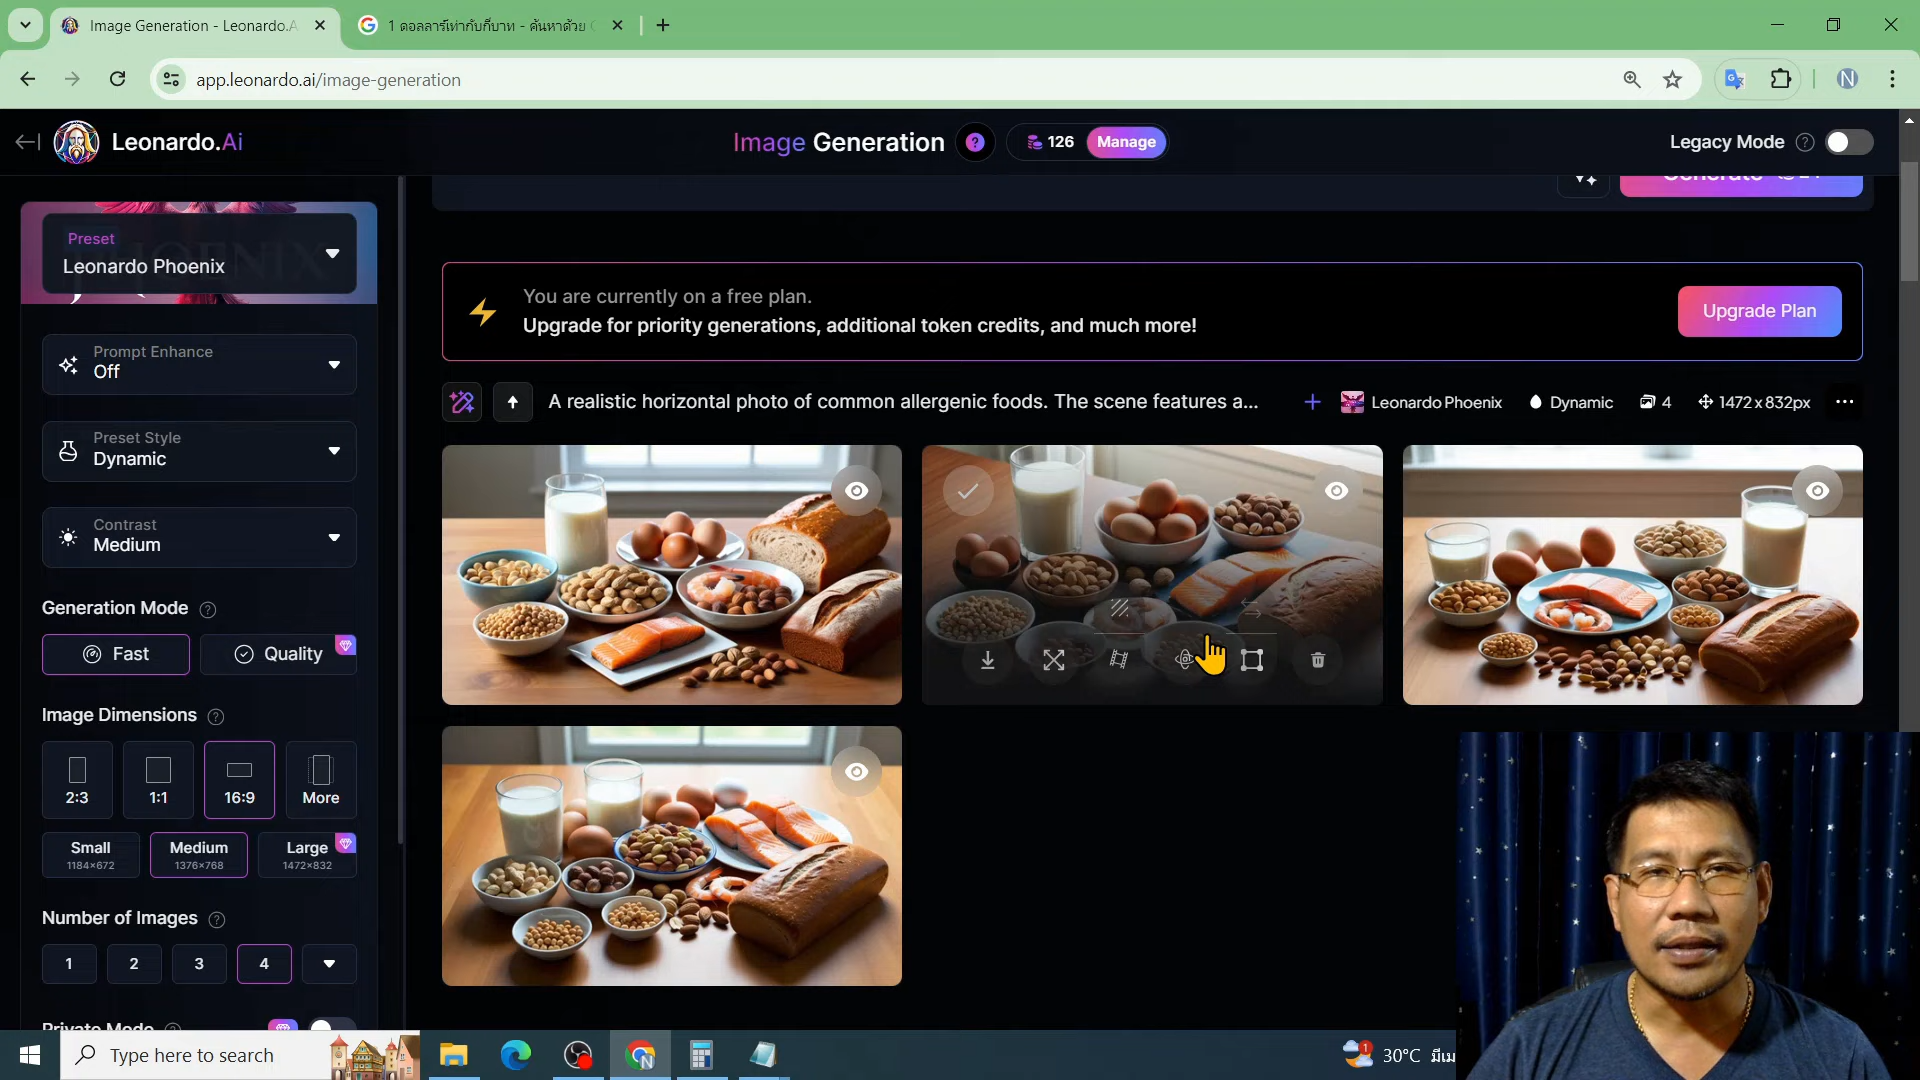 Image Generation - Leonardo.A
1 ดอลลาร์เท่ากับกี่บาท - ค้นหาด้วย
app.leonardo.ai/image-generation
N
Leonardo.Ai
Image Generation
?
126
Manage
Legacy Mode
?
Preset
Leonardo Phoenix
Prompt Enhance
Off
Preset Style
Dynamic
Contrast
Medium
Generation Mode ?
Fast
Quality
Image Dimensions ?
2:3
1:1
16:9
More
Small
1184×672
Medium
1376×768
Large
1472×832
Number of Images ?
1
2
3
4
Private Mode ?
Generate
You are currently on a free plan.
Upgrade for priority generations, additional token credits, and much more!
Upgrade Plan
A realistic horizontal photo of common allergenic foods. The scene features a...
Leonardo Phoenix
Dynamic
4
1472 x 832px
Type here to search
N
1
30°C